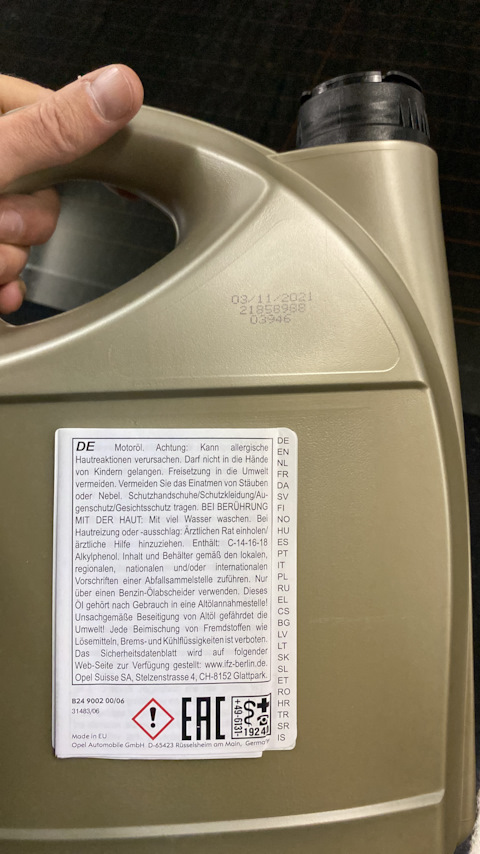 03/11/2021
21858988
03946
DE Motoröl. Achtung: Kann allergische
Hautreaktionen verursachen. Darf nicht in die Hände
von Kindern gelangen. Freisetzung in die Umwelt
vermeiden. Vermeiden Sie das Einatmen von Stäuben
oder Nebel. Schutzhandschuhe/Schutzkleidung/Au-
genschutz/Gesichtsschutz tragen. BEI BERÜHRUNG
MIT DER HAUT: Mit viel Wasser waschen. Bei
Hautreizung oder -ausschlag: Ärztlichen Rat einholen/
ärztliche Hilfe hinzuziehen. Enthält: C-14-16-18
Alkylphenol. Inhalt und Behälter gemäß den lokalen,
regionalen, nationalen und/oder internationalen
Vorschriften einer Abfallsammelstelle zuführen. Nur
über einen Benzin-Ölabscheider verwenden. Dieses
Öl gehört nach Gebrauch in eine Altölannahmestelle!
Unsachgemäße Beseitigung von Altöl gefährdet die
Umwelt! Jede Beimischung von Fremdstoffen wie
Lösemitteln, Brems- und Kühlflüssigkeiten ist verboten.
Das Sicherheitsdatenblatt wird auf folgender
Web-Seite zur Verfügung gestellt: www.ifz-berlin.de.
Opel Suisse SA, Stelzenstrasse 4, CH-8152 Glattpark.
DE
EN
NL
FR
DA
SV
FI
NO
HU
ES
PT
IT
PL
RU
EL
CS
BG
LV
LT
SK
SL
ET
RO
HR
TR
SR
IS
B24 9002 00/06
31483/06
Made in EU
Opel Automobile GmbH D-65423 Rüsselsheim am Main, Germany
EAC
+49-6131-
1924